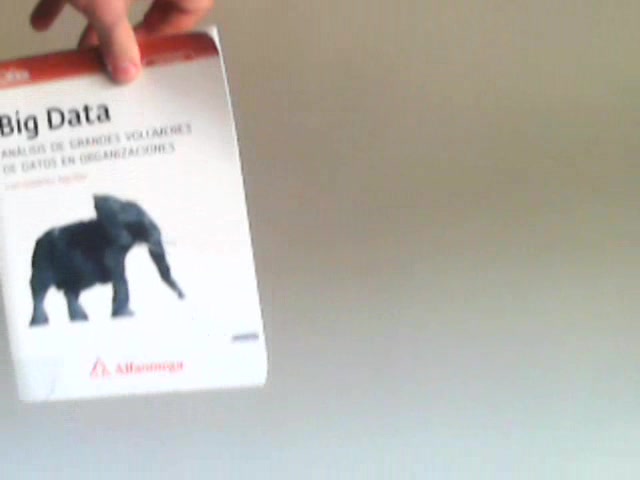 Big Data
ANÁLISIS DE GRANDES VOLÚMENES
DE DATOS EN ORGANIZACIONES
Alfaomega